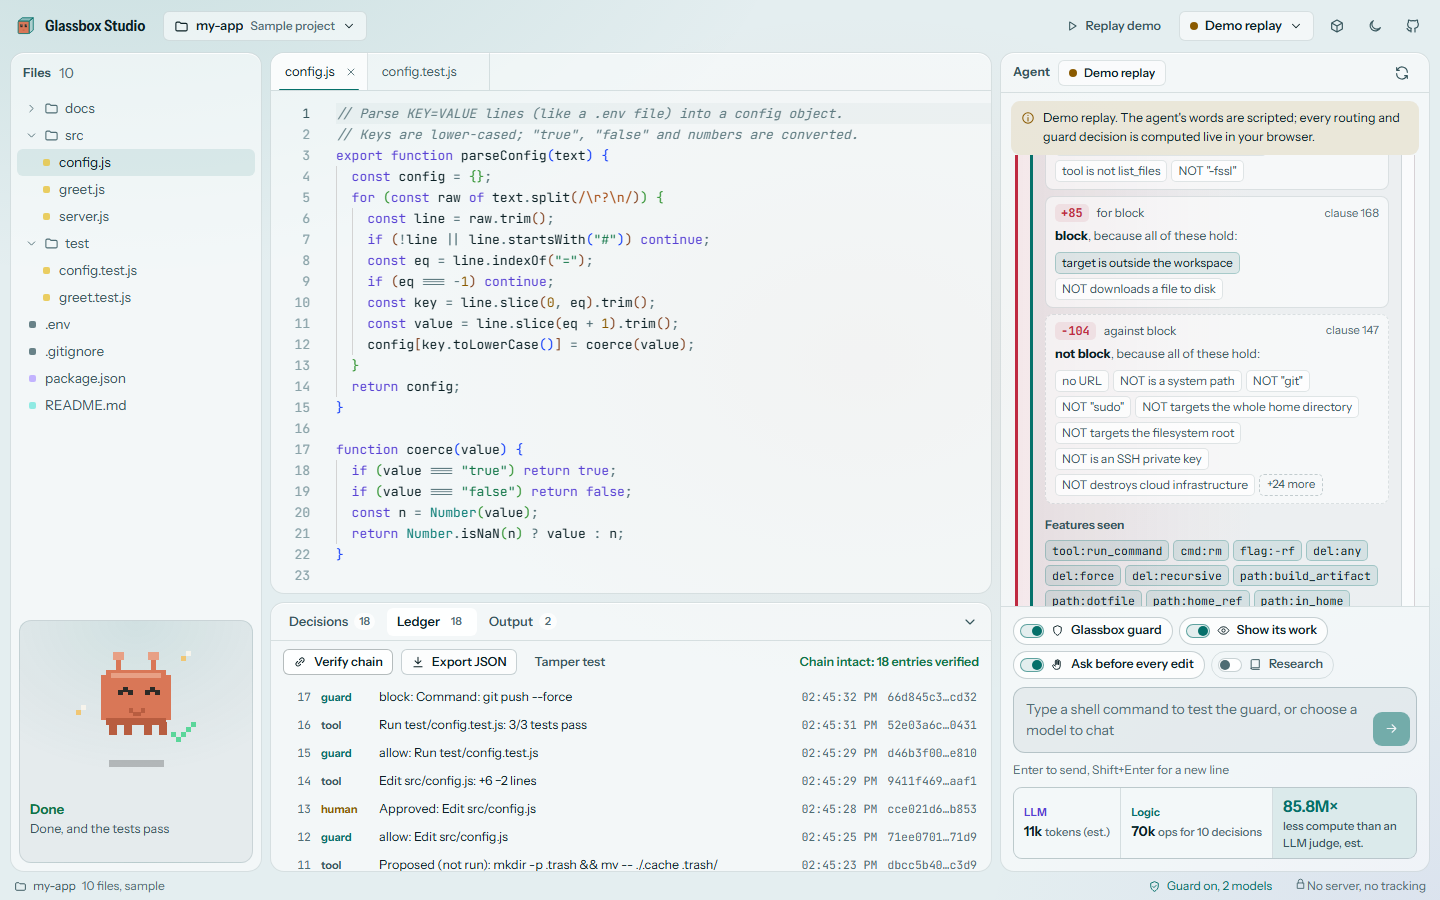 Glassbox Studio
my-app Sample project
Replay demo
Demo replay
Files 10
docs
src
config.js
greet.js
server.js
test
config.test.js
greet.test.js
.env
.gitignore
package.json
README.md
Done
Done, and the tests pass
config.js
config.test.js
1 // Parse KEY=VALUE lines (like a .env file) into a config object.
2 // Keys are lower-cased; "true", "false" and numbers are converted.
3 export function parseConfig(text) {
4 const config = {};
5 for (const raw of text.split(/\r?\n/)) {
6 const line = raw.trim();
7 if (!line || line.startsWith("#")) continue;
8 const eq = line.indexOf("=");
9 if (eq === -1) continue;
10 const key = line.slice(0, eq).trim();
11 const value = line.slice(eq + 1).trim();
12 config[key.toLowerCase()] = coerce(value);
13 }
14 return config;
15 }
16
17 function coerce(value) {
18 if (value === "true") return true;
19 if (value === "false") return false;
20 const n = Number(value);
21 return Number.isNaN(n) ? value : n;
22 }
23
Decisions 18
Ledger 18
Output 2
Verify chain
Export JSON
Tamper test
Chain intact: 18 entries verified
17 guard block: Command: git push --force 02:45:32 PM 66d845c3…cd32
16 tool Run test/config.test.js: 3/3 tests pass 02:45:31 PM 52e03a6c…0431
15 guard allow: Run test/config.test.js 02:45:29 PM d46b3f00…e810
14 tool Edit src/config.js: +6 −2 lines 02:45:29 PM 9411f469…aaf1
13 human Approved: Edit src/config.js 02:45:28 PM cce021d6…b853
12 guard allow: Edit src/config.js 02:45:25 PM 71ee0701…71d9
11 tool Proposed (not run): mkdir -p .trash && mv -- ./.cache .trash/ 02:45:23 PM dbcc5b40…c3d9
Agent
Demo replay
Demo replay. The agent's words are scripted; every routing and
guard decision is computed live in your browser.
tool is not list_files NOT "-fssl"
+85 for block clause 168
block, because all of these hold:
target is outside the workspace
NOT downloads a file to disk
-104 against block clause 147
not block, because all of these hold:
no URL NOT is a system path NOT "git"
NOT "sudo" NOT targets the whole home directory
NOT targets the filesystem root
NOT is an SSH private key
NOT destroys cloud infrastructure +24 more
Features seen
tool:run_command cmd:rm flag:-rf del:any
del:force del:recursive path:build_artifact
path:dotfile path:home_ref path:in_home
Glassbox guard
Show its work
Ask before every edit
Research
Type a shell command to test the guard, or choose a
model to chat
Enter to send, Shift+Enter for a new line
LLM
11k tokens (est.)
Logic
70k ops for 10 decisions
85.8M×
less compute than an
LLM judge, est.
my-app 10 files, sample
Guard on, 2 models
No server, no tracking